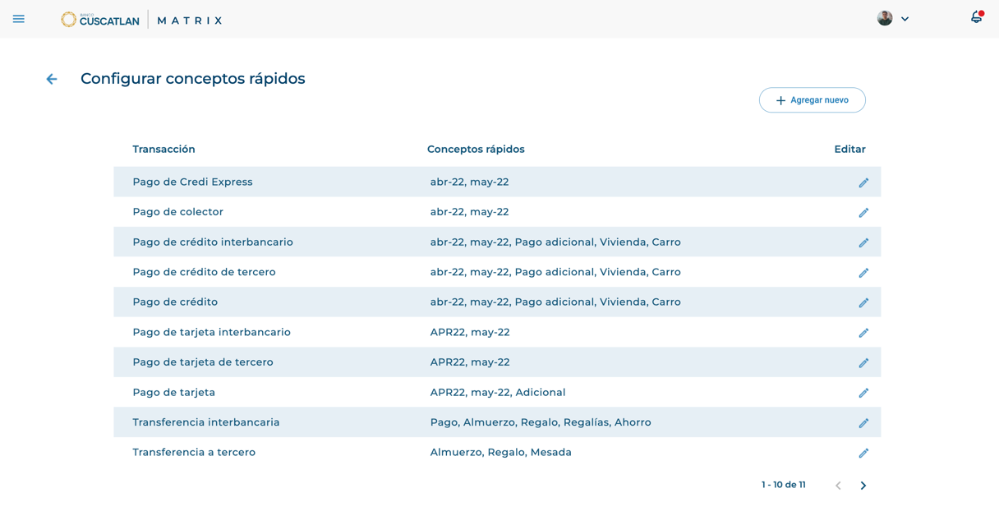 BANCO
CUSCATLAN
MATRIX
Configurar conceptos rápidos
Agregar nuevo
Transacción Conceptos rápidos Editar
Pago de Credi Express abr-22, may-22
Pago de colector abr-22, may-22
Pago de crédito interbancario abr-22, may-22, Pago adicional, Vivienda, Carro
Pago de crédito de tercero abr-22, may-22, Pago adicional, Vivienda, Carro
Pago de crédito abr-22, may-22, Pago adicional, Vivienda, Carro
Pago de tarjeta interbancario APR22, may-22
Pago de tarjeta de tercero APR22, may-22
Pago de tarjeta APR22, may-22, Adicional
Transferencia interbancaria Pago, Almuerzo, Regalo, Regalías, Ahorro
Transferencia a tercero Almuerzo, Regalo, Mesada
1 - 10 de 11